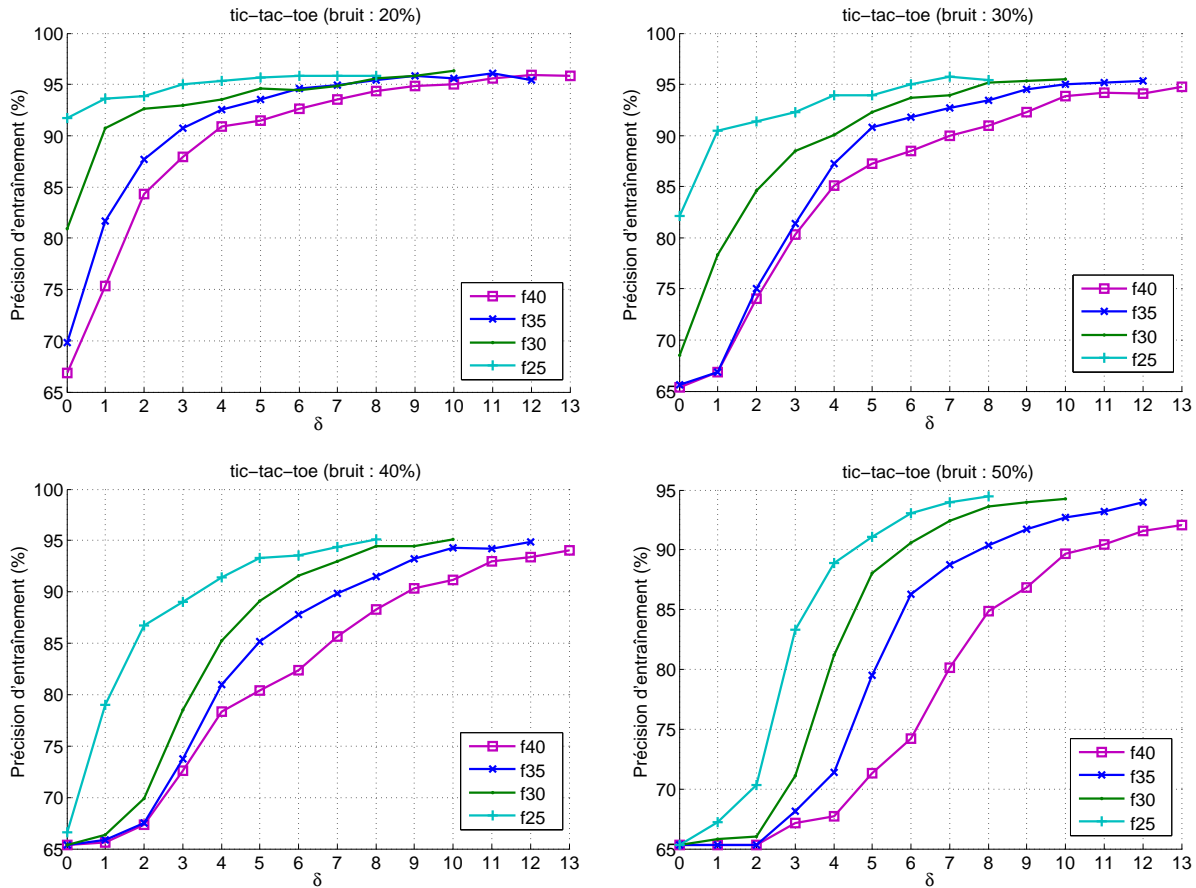 tic−tac−toe (bruit : 20%)
Précision d'entraînement (%)
100
95
90
85
80
75
70
65
0 1 2 3 4 5 6 7 8 9 10 11 12 13
δ
f40
f35
f30
f25
tic−tac−toe (bruit : 30%)
Précision d'entraînement (%)
100
95
90
85
80
75
70
65
0 1 2 3 4 5 6 7 8 9 10 11 12 13
δ
f40
f35
f30
f25
tic−tac−toe (bruit : 40%)
Précision d'entraînement (%)
100
95
90
85
80
75
70
65
0 1 2 3 4 5 6 7 8 9 10 11 12 13
δ
f40
f35
f30
f25
tic−tac−toe (bruit : 50%)
Précision d'entraînement (%)
95
90
85
80
75
70
65
0 1 2 3 4 5 6 7 8 9 10 11 12 13
δ
f40
f35
f30
f25